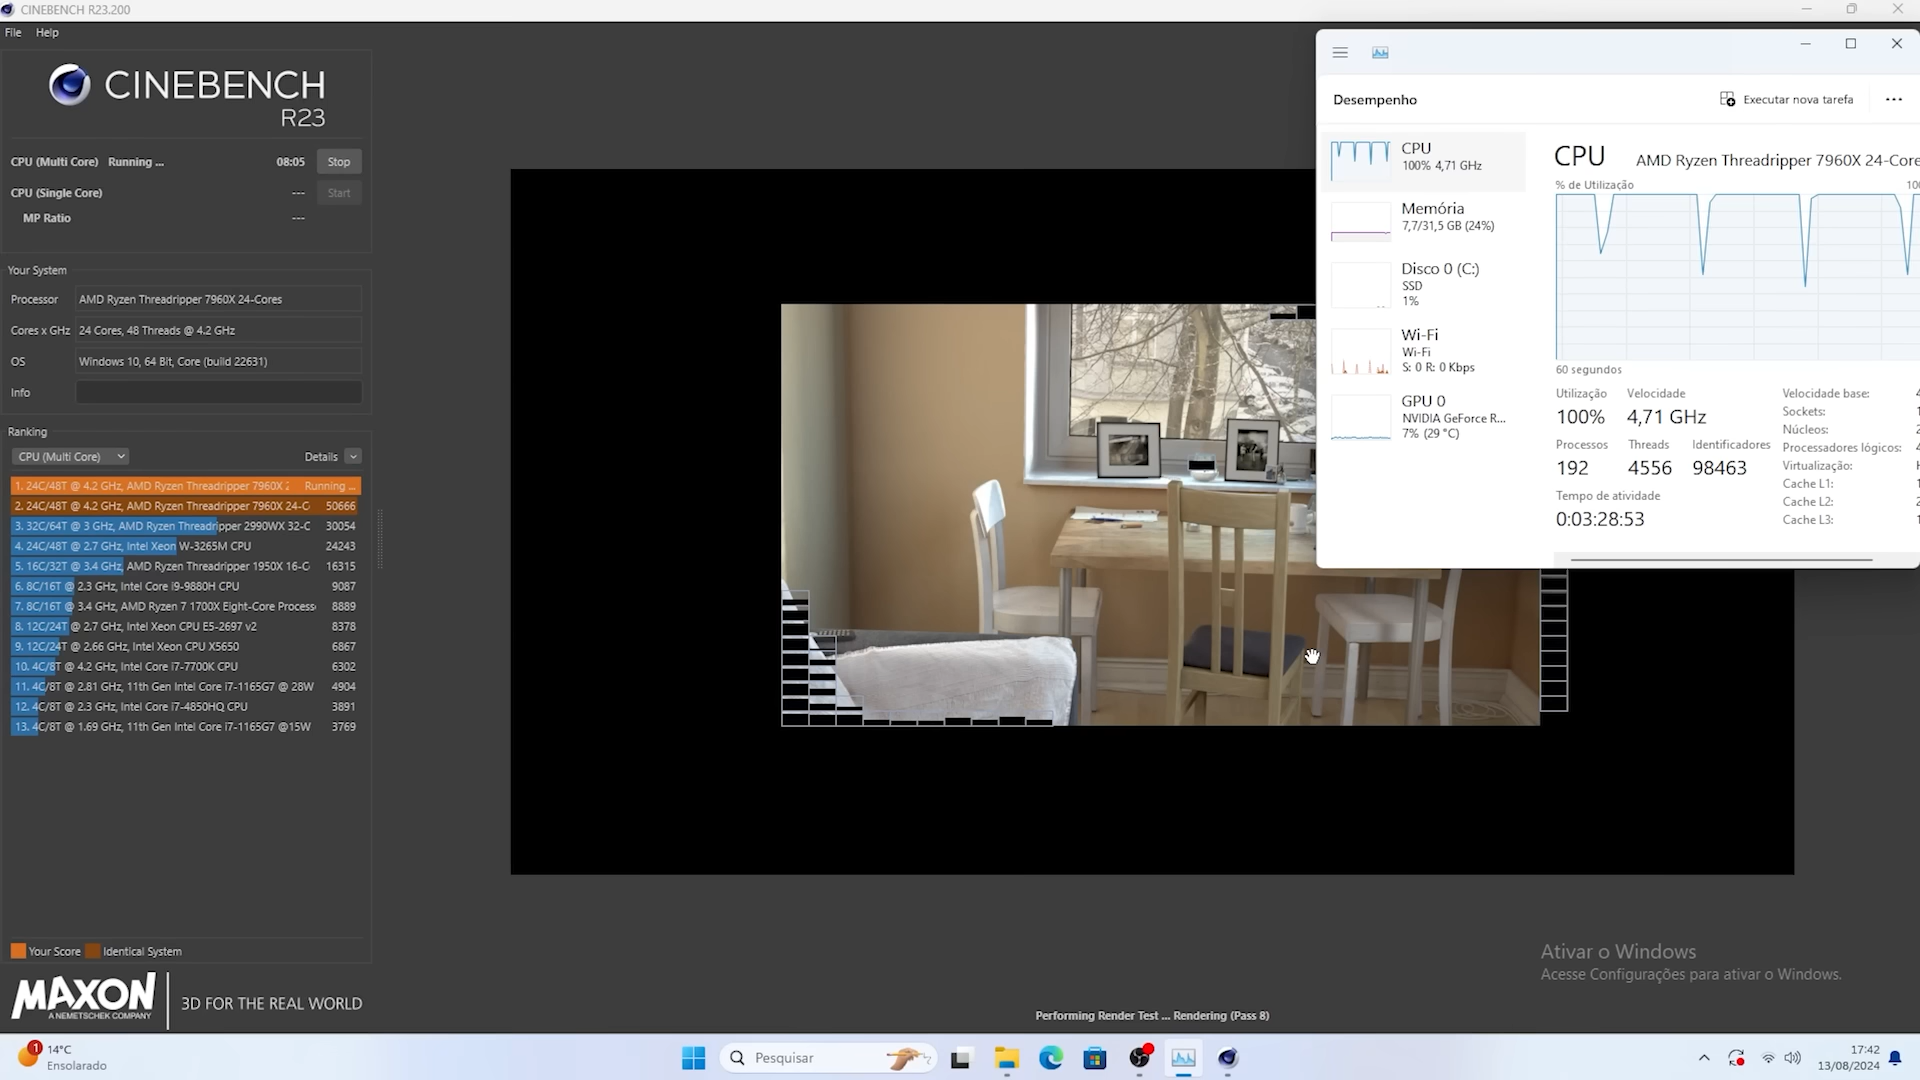 CINEBENCH R23.200
File Help
CINEBENCH
R23
CPU (Multi Core) Running ... 08:05 Stop
CPU (Single Core) --- Start
MP Ratio ---
Your System
Processor AMD Ryzen Threadripper 7960X 24-Cores
Cores x GHz 24 Cores, 48 Threads @ 4.2 GHz
OS Windows 10, 64 Bit, Core (build 22631)
Info
Ranking
CPU (Multi Core) Details
1. 24C/48T @ 4.2 GHz, AMD Ryzen Threadripper 7960X 2 Running ...
2. 24C/48T @ 4.2 GHz, AMD Ryzen Threadripper 7960X 24-C 50666
3. 32C/64T @ 3 GHz, AMD Ryzen Threadripper 2990WX 32-C 30054
4. 24C/48T @ 2.7 GHz, Intel Xeon W-3265M CPU 24243
5. 16C/32T @ 3.4 GHz, AMD Ryzen Threadripper 1950X 16-C 16315
6. 8C/16T @ 2.3 GHz, Intel Core i9-9880H CPU 9087
7. 8C/16T @ 3.4 GHz, AMD Ryzen 7 1700X Eight-Core Process 8889
8. 12C/24T @ 2.7 GHz, Intel Xeon CPU E5-2697 v2 8378
9. 12C/24T @ 2.66 GHz, Intel Xeon CPU X5650 6867
10. 4C/8T @ 4.2 GHz, Intel Core i7-7700K CPU 6302
11. 4C/8T @ 2.81 GHz, 11th Gen Intel Core i7-1165G7 @ 28W 4904
12. 4C/8T @ 2.3 GHz, Intel Core i7-4850HQ CPU 3891
13. 4C/8T @ 1.69 GHz, 11th Gen Intel Core i7-1165G7 @15W 3769
Your Score Identical System
MAXON
A NEMETSCHEK COMPANY
3D FOR THE REAL WORLD
Performing Render Test ... Rendering (Pass 8)
Desempenho Executar nova tarefa
CPU
100% 4,71 GHz
Memória
7,7/31,5 GB (24%)
Disco 0 (C:)
SSD
1%
Wi-Fi
Wi-Fi
S: 0 R: 0 Kbps
GPU 0
NVIDIA GeForce R...
7% (29 °C)
CPU AMD Ryzen Threadripper 7960X 24-Core
% de Utilização 100
60 segundos
Utilização Velocidade
100% 4,71 GHz
Processos Threads Identificadores
192 4556 98463
Tempo de atividade
0:03:28:53
Velocidade base:
Sockets:
Núcleos:
Processadores lógicos:
Virtualização:
Cache L1:
Cache L2:
Cache L3:
Ativar o Windows
Acesse Configurações para ativar o Windows.
1
14°C
Ensolarado
Pesquisar
17:42
13/08/2024